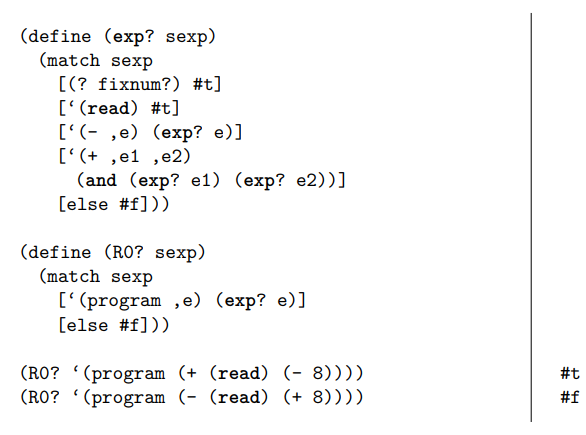 (define (exp? sexp)
  (match sexp
    [(? fixnum?) #t]
    [‘(read) #t]
    [‘(- ,e) (exp? e)]
    [‘(+ ,e1 ,e2)
      (and (exp? e1) (exp? e2))]
    [else #f]))

(define (R0? sexp)
  (match sexp
    [‘(program ,e) (exp? e)]
    [else #f]))

(R0? ‘(program (+ (read) (- 8)))) #t
(R0? ‘(program (- (read) (+ 8)))) #f